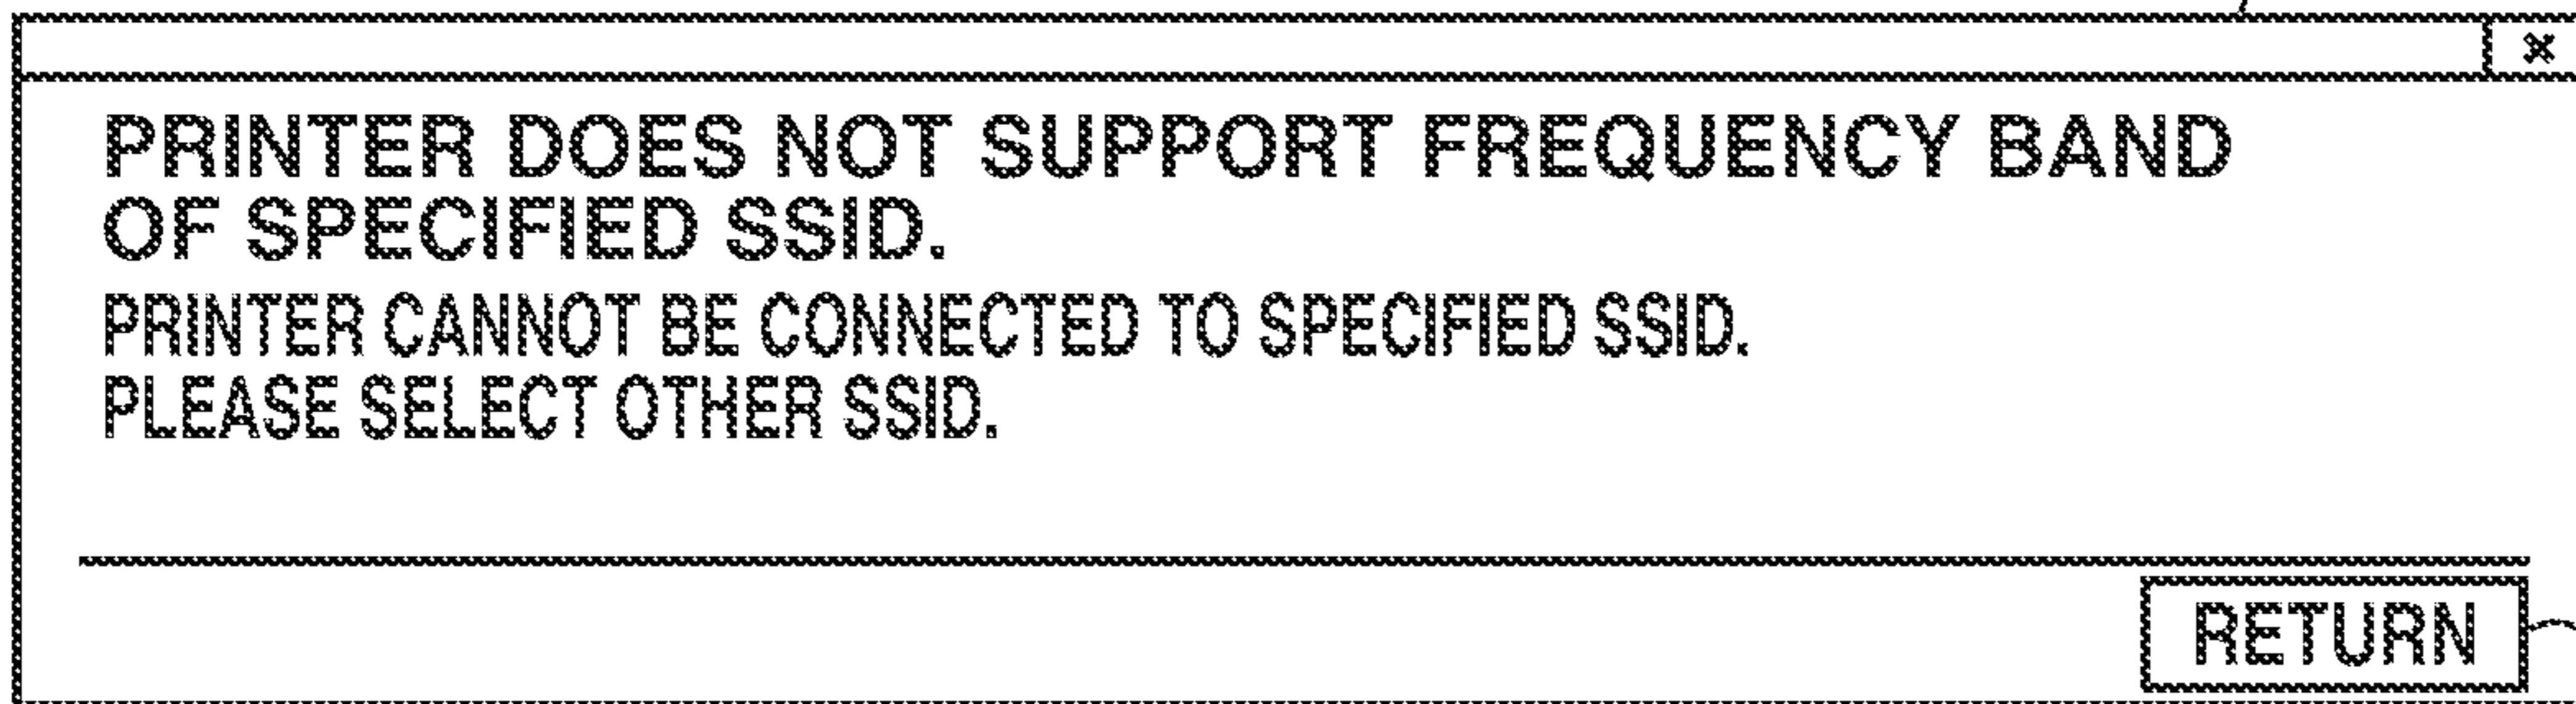 ×
PRINTER DOES NOT SUPPORT FREQUENCY BAND
OF SPECIFIED SSID.
PRINTER CANNOT BE CONNECTED TO SPECIFIED SSID.
PLEASE SELECT OTHER SSID.
RETURN